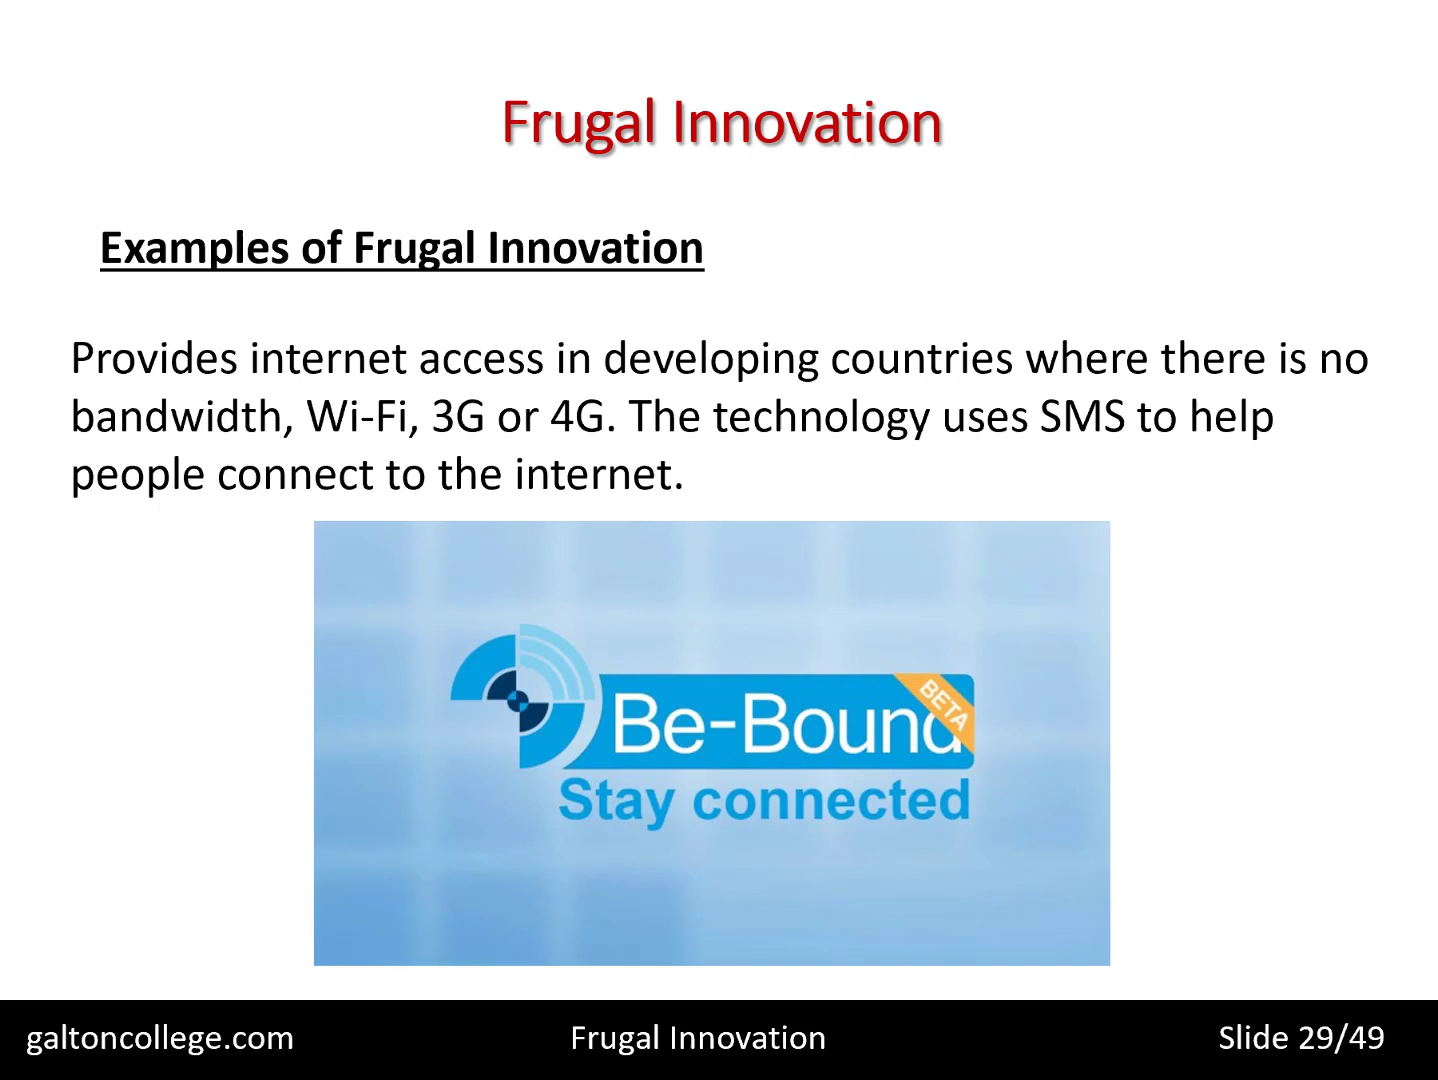 Frugal Innovation
Examples of Frugal Innovation
Provides internet access in developing countries where there is no
bandwidth, Wi-Fi, 3G or 4G. The technology uses SMS to help
people connect to the internet.
Be-Bound
BETA
Stay connected
galtoncollege.com
Frugal Innovation
Slide 29/49